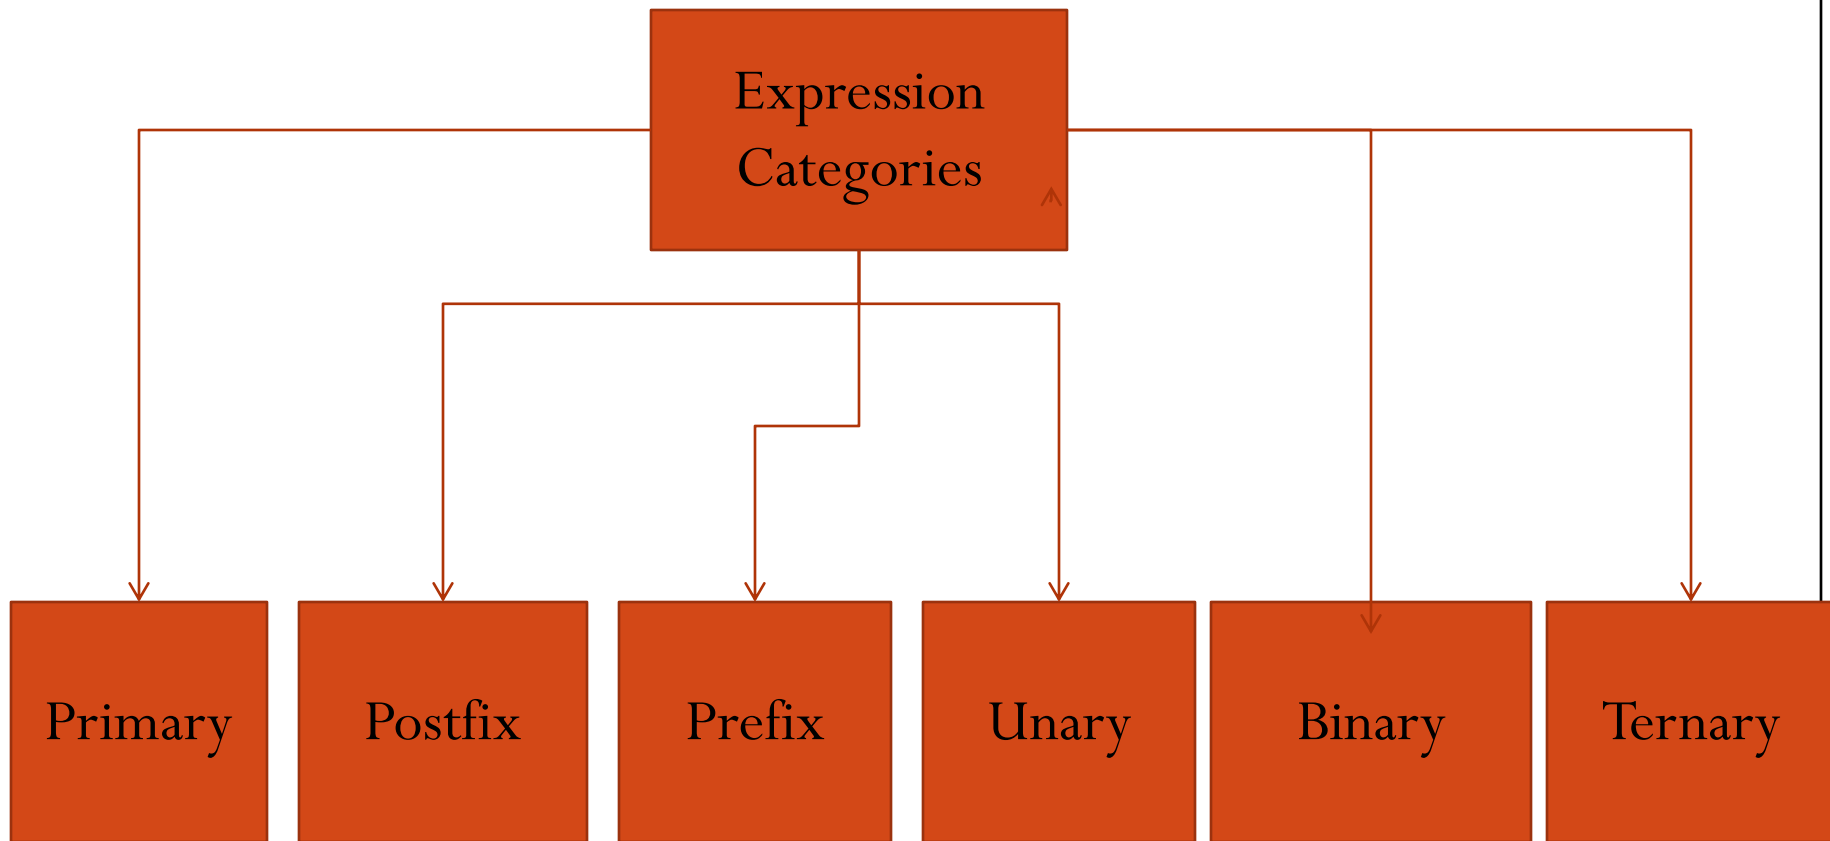 Expression
Categories
Primary
Postfix
Prefix
Unary
Binary
Ternary